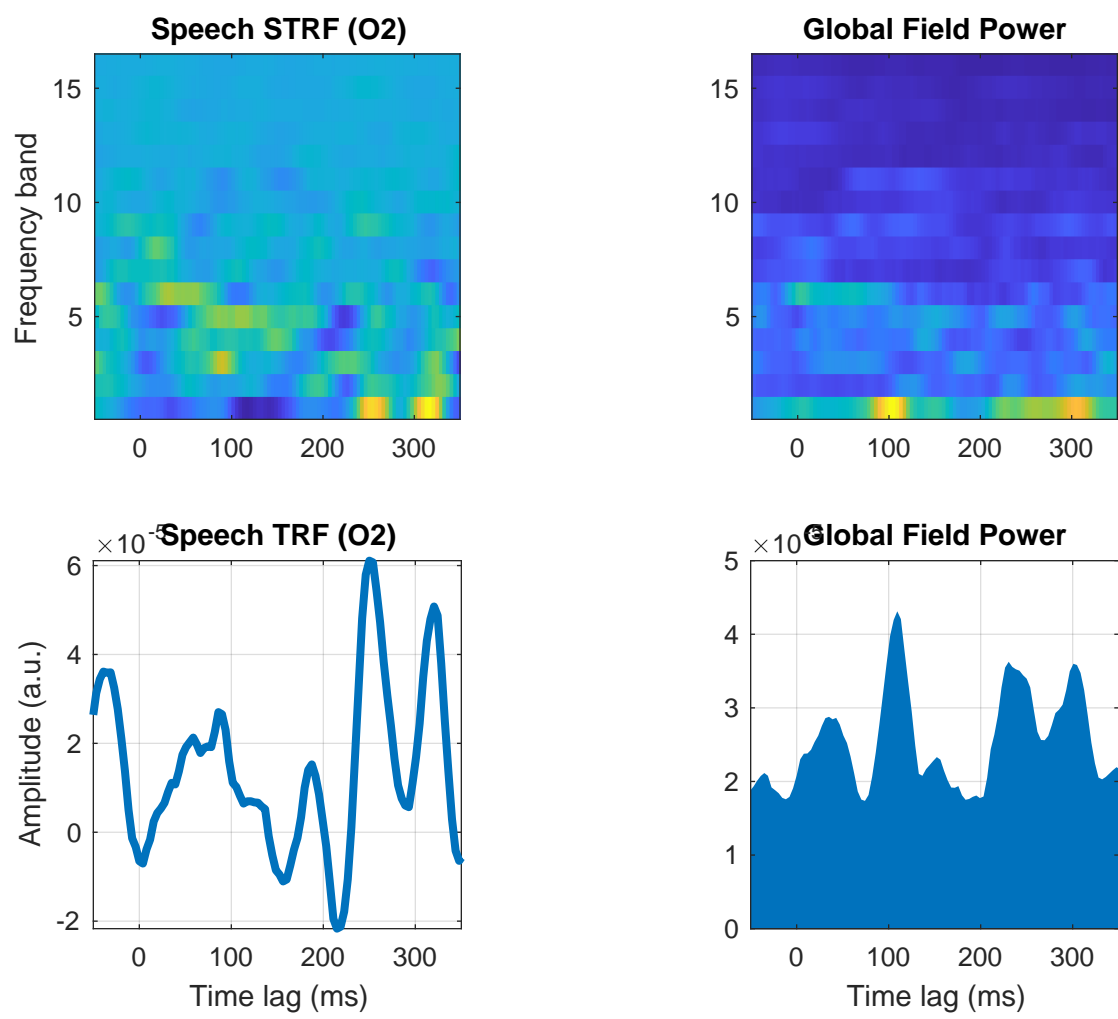 Speech STRF (O2)
Frequency band
15
10
5
0 100 200 300
Global Field Power
15
10
5
0 100 200 300
×10^-5
Speech TRF (O2)
Amplitude (a.u.)
6
4
2
0
-2
0 100 200 300
Time lag (ms)
×10^-5
Global Field Power
5
4
3
2
1
0
0 100 200 300
Time lag (ms)